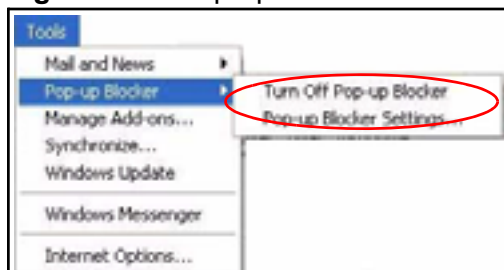 Tools
Mail and News
Pop-up Blocker
Turn Off Pop-up Blocker
Manage Add-ons...
Pop-up Blocker Settings...
Synchronize...
Windows Update
Windows Messenger
Internet Options...